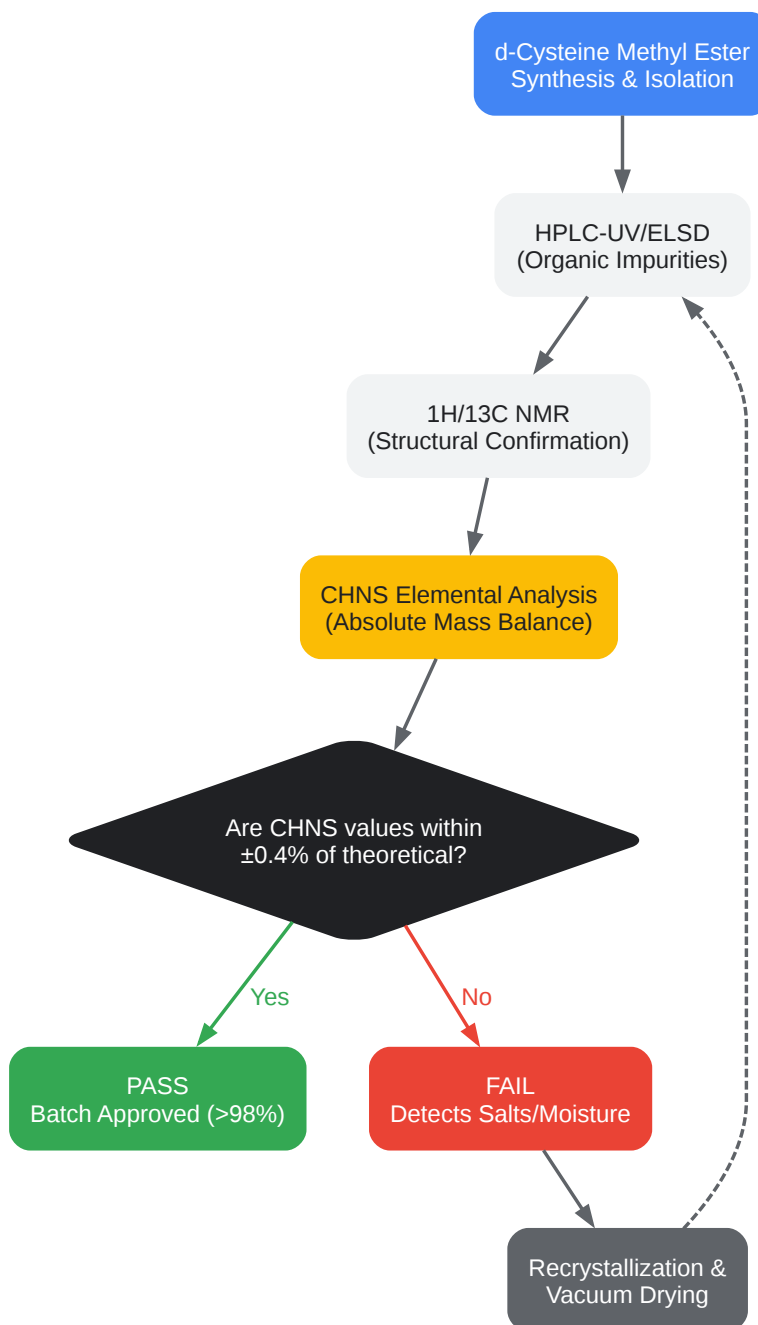 d-Cysteine Methyl Ester
Synthesis & Isolation
HPLC-UV/ELSD
(Organic Impurities)
1H/13C NMR
(Structural Confirmation)
CHNS Elemental Analysis
(Absolute Mass Balance)
Are CHNS values within
±0.4% of theoretical?
Yes
No
PASS
Batch Approved (>98%)
FAIL
Detects Salts/Moisture
Recrystallization &
Vacuum Drying